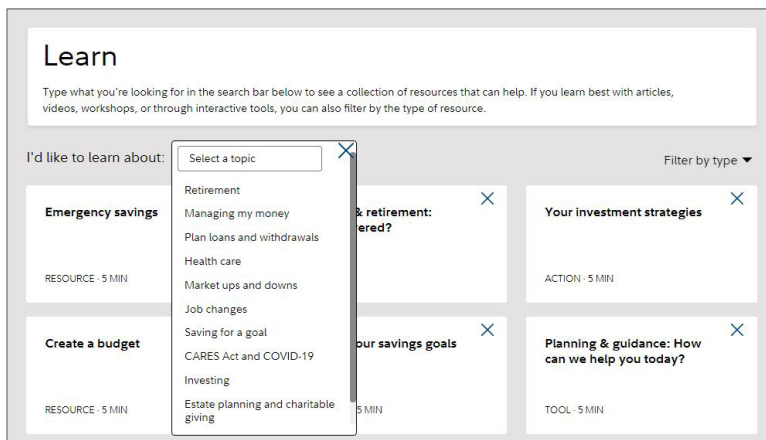 Learn
Type what you're looking for in the search bar below to see a collection of resources that can help. If you learn best with articles,
videos, workshops, or through interactive tools, you can also filter by the type of resource.
I'd like to learn about:
Select a topic
Filter by type
Retirement
Managing my money
Plan loans and withdrawals
Health care
Market ups and downs
Job changes
Saving for a goal
CARES Act and COVID-19
Investing
Estate planning and charitable
giving
Emergency savings
RESOURCE · 5 MIN
& retirement:
Your investment strategies
ACTION · 5 MIN
Create a budget
RESOURCE · 5 MIN
savings goals
5 MIN
Planning & guidance: How
can we help you today?
TOOL · 5 MIN